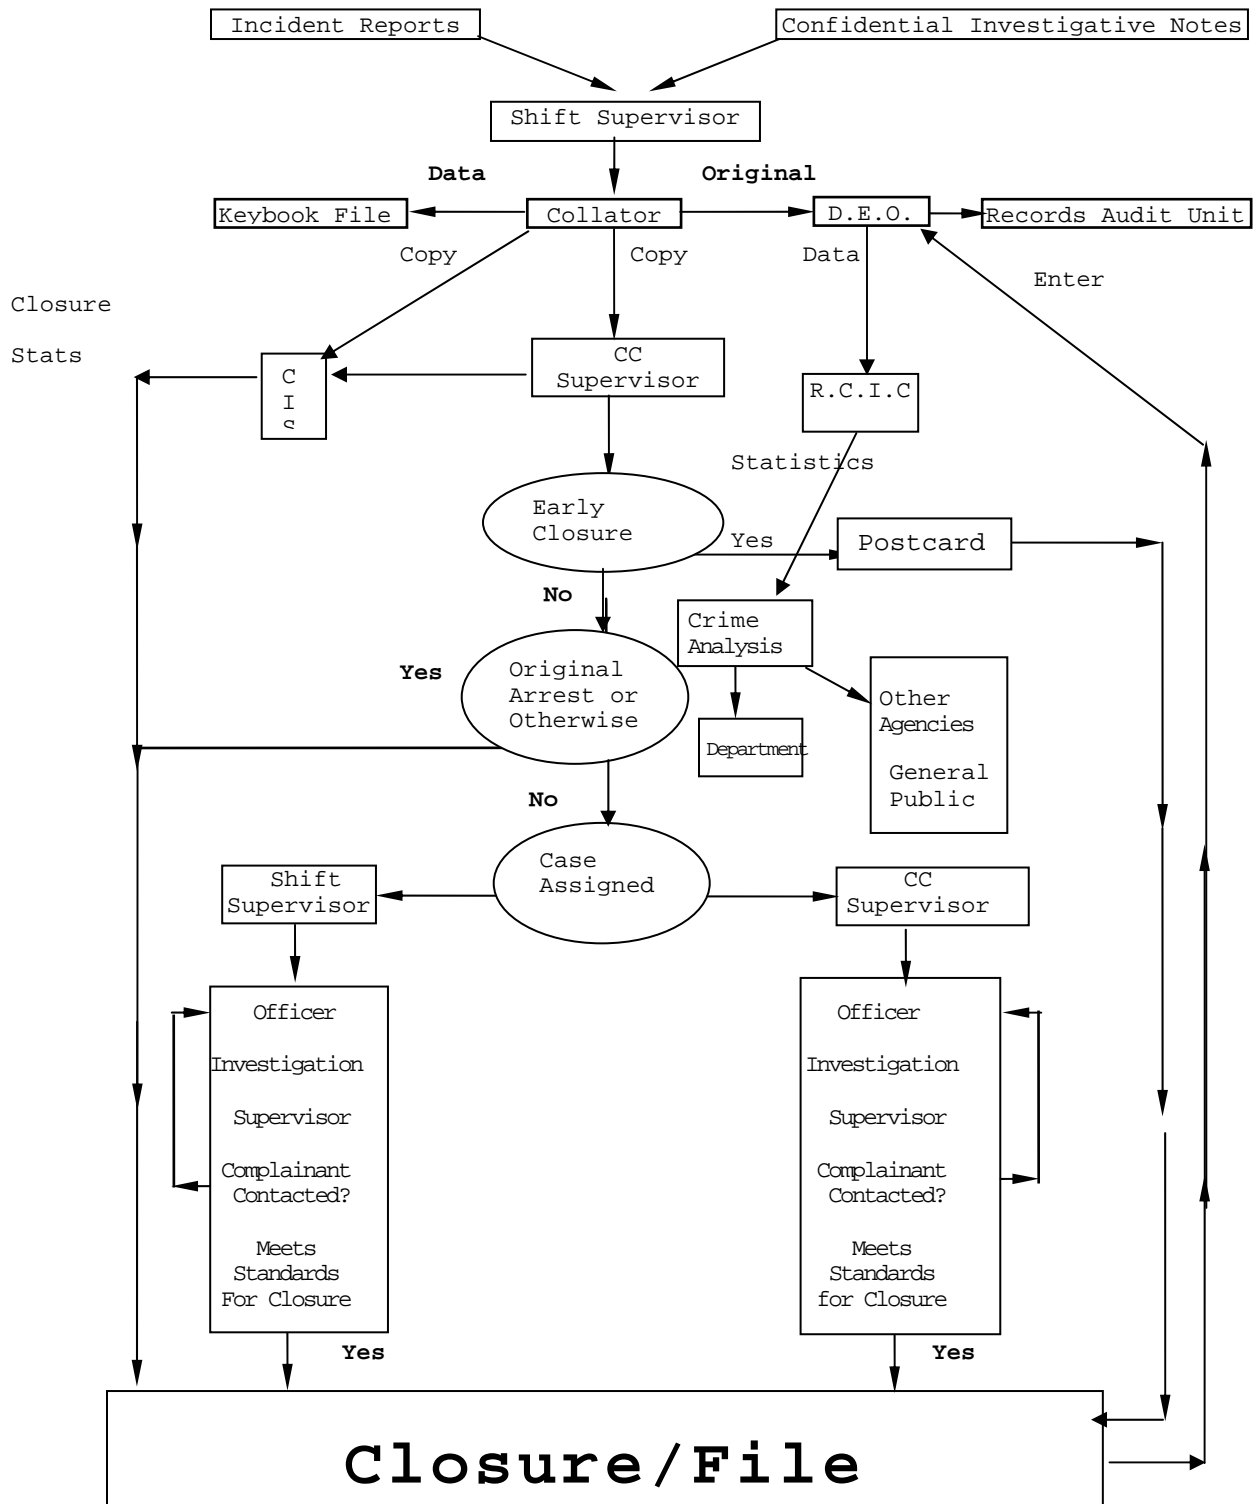 Incident Reports
Confidential Investigative Notes
Shift Supervisor
Data
Original
Keybook File
Collator
D.E.O.
Records Audit Unit
Copy
Copy
Data
Enter
Closure
Stats
CC
Supervisor
C
I
S
R.C.I.C
Statistics
Early
Closure
Yes
Postcard
No
Crime
Analysis
Yes
Original
Arrest or
Otherwise
Other
Agencies
General
Public
Department
No
Case
Assigned
Shift
Supervisor
CC
Supervisor
Officer
Investigation
Supervisor
Complainant
Contacted?
Meets
Standards
For Closure
Officer
Investigation
Supervisor
Complainant
Contacted?
Meets
Standards
for Closure
Yes
Yes
Closure/File